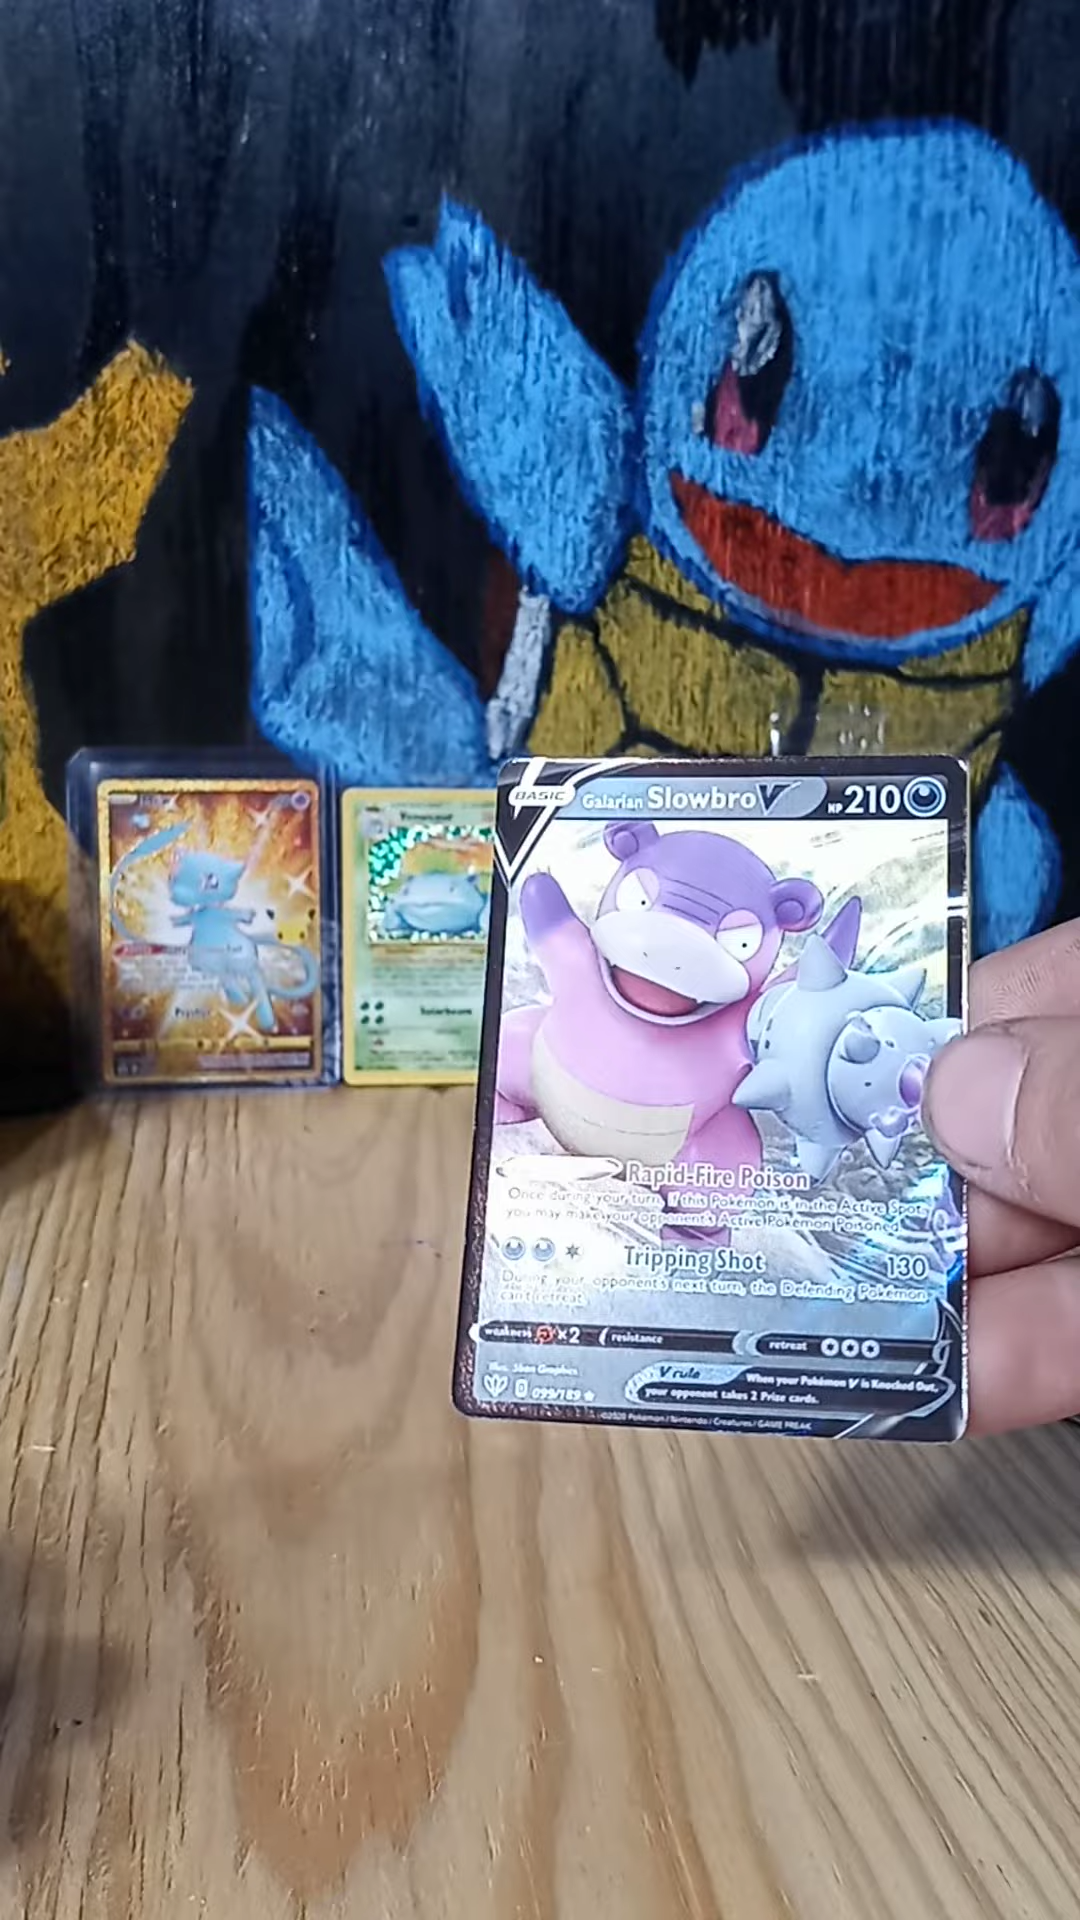 BASIC Galarian Slowbro V HP 210
Rapid-Fire Poison
Once during your turn, if this Pokémon is in the Active Spot,
you may make your opponent's Active Pokémon Poisoned.
Tripping Shot 130
During your opponent's next turn, the Defending Pokémon
can't retreat.
weakness ×2 resistance retreat
Illus. 5ban Graphics
V rule When your Pokémon V is Knocked Out,
your opponent takes 2 Prize cards.
D 099/189
©2020 Pokémon / Nintendo / Creatures / GAME FREAK
Venusaur
Solarbeam